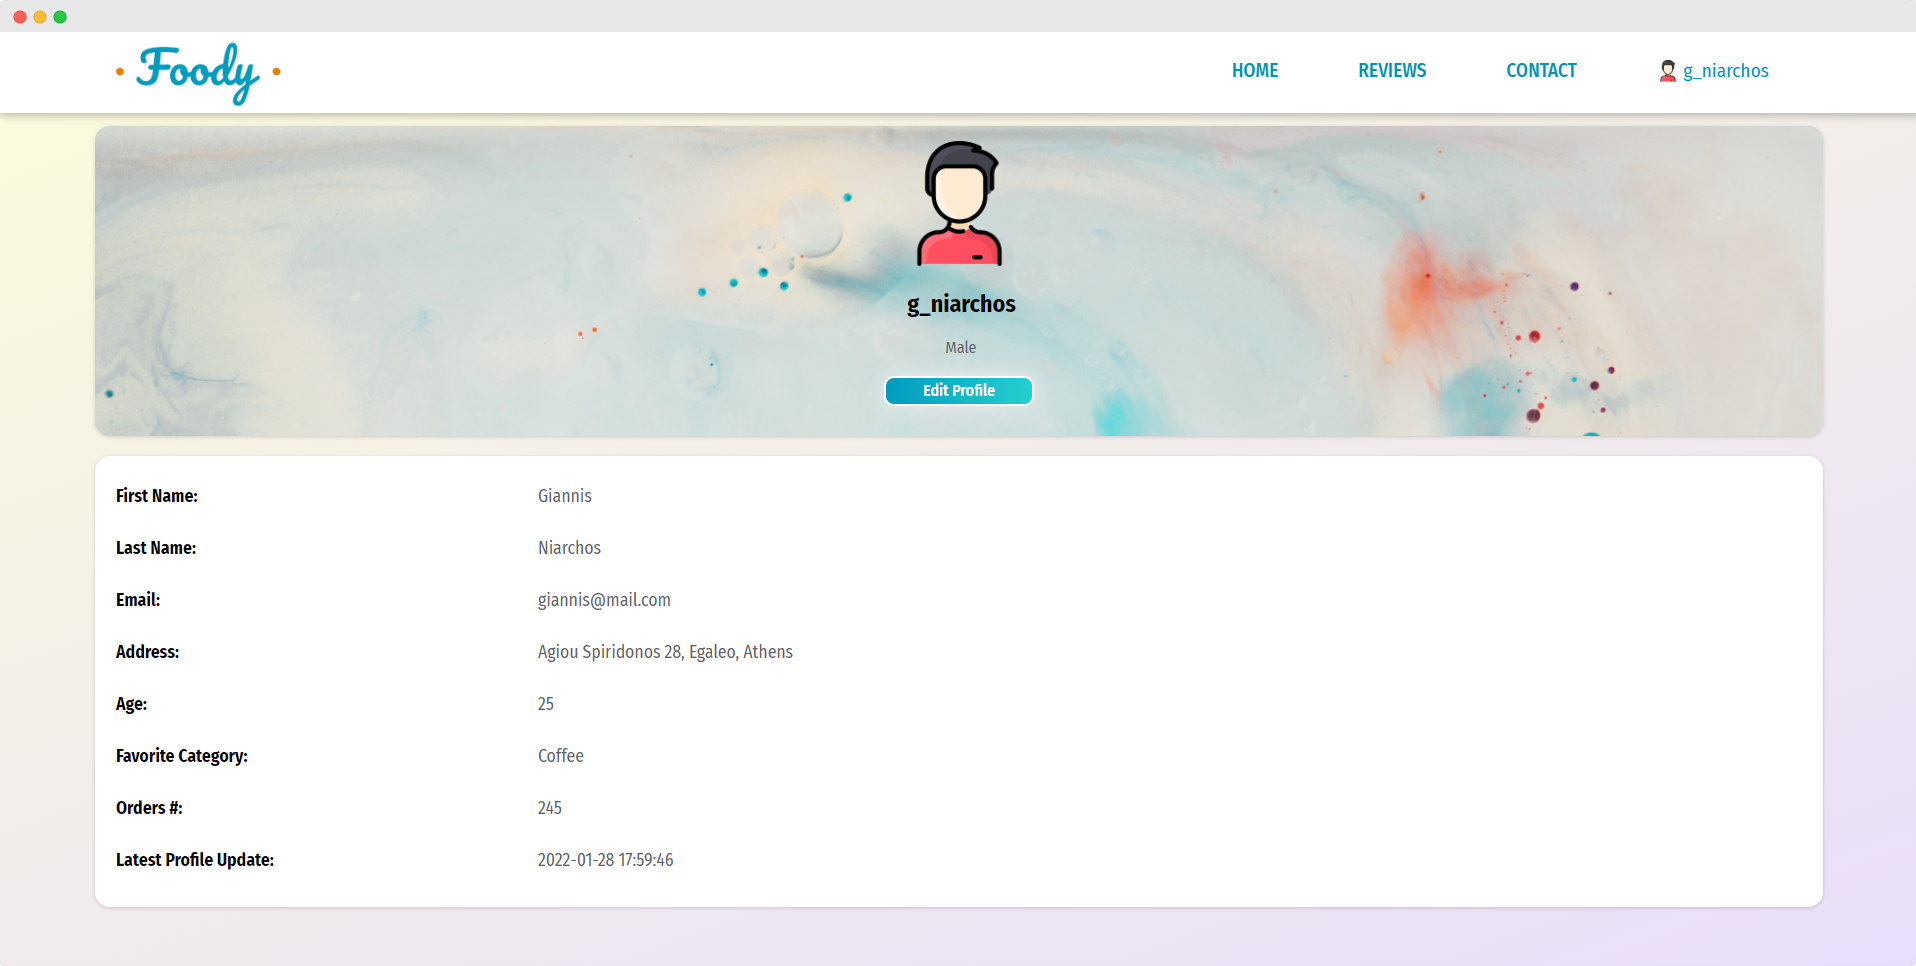 Foody HOME REVIEWS CONTACT g_niarchos
g_niarchos
Male
Edit Profile
First Name: Giannis
Last Name: Niarchos
Email: giannis@mail.com
Address: Agiou Spiridonos 28, Egaleo, Athens
Age: 25
Favorite Category: Coffee
Orders #: 245
Latest Profile Update: 2022-01-28 17:59:46